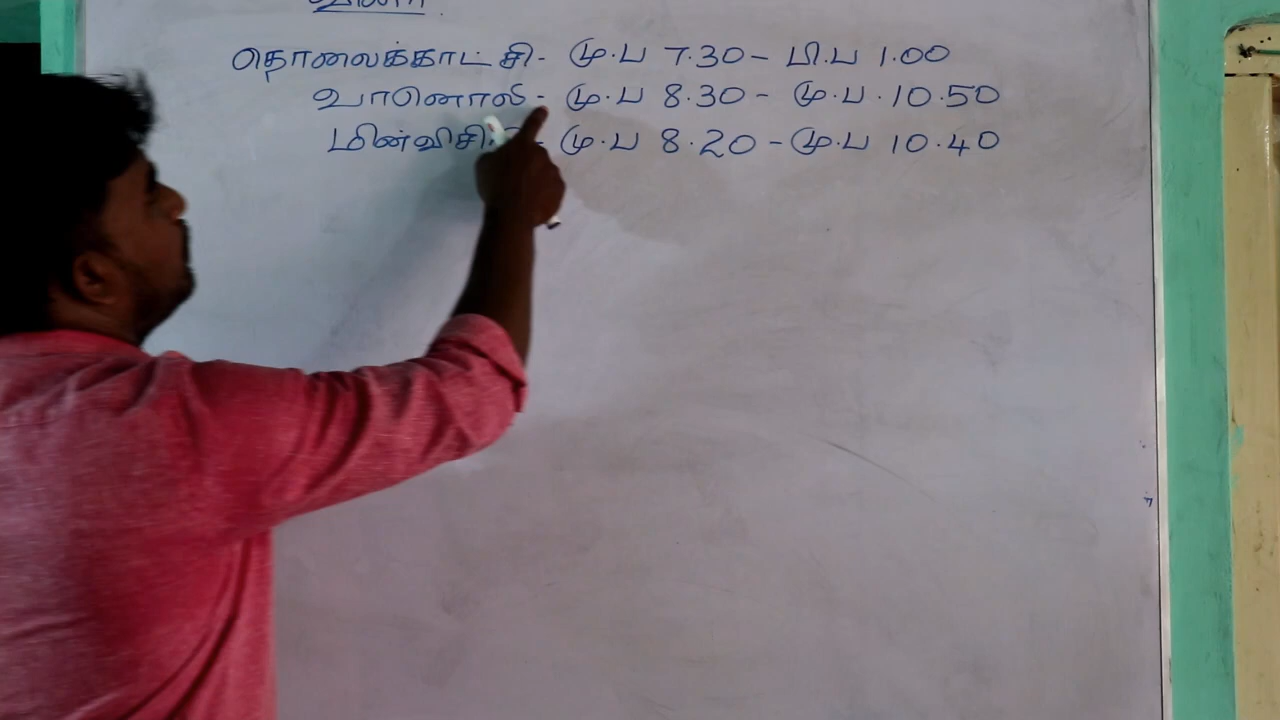 வினா
தொலைக்காட்சி - மு.ப 7.30 - பி.ப 1.00
வானொலி - மு.ப 8.30 - மு.ப. 10.50
- மு.ப 8.20 - மு.ப 10.40